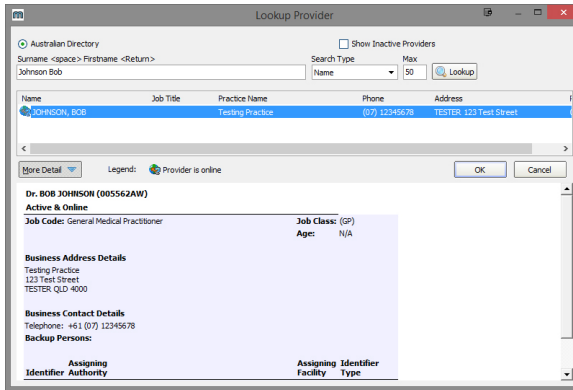 Lookup Provider
Australian Directory
Show Inactive Providers
Surname <space> Firstname <Return>
Search Type
Max
Johnson Bob
Name
50
Lookup
Name Job Title Practice Name Phone Address
JOHNSON, BOB Testing Practice (07) 12345678 TESTER 123 Test Street
More Detail
Legend: Provider is online
OK
Cancel
Dr. BOB JOHNSON (005562AW)
Active & Online
Job Code: General Medical Practitioner Job Class: (GP)
Age: N/A
Business Address Details
Testing Practice
123 Test Street
TESTER QLD 4000
Business Contact Details
Telephone: +61 (07) 12345678
Backup Persons:
Assigning Assigning Identifier
Identifier Authority Facility Type